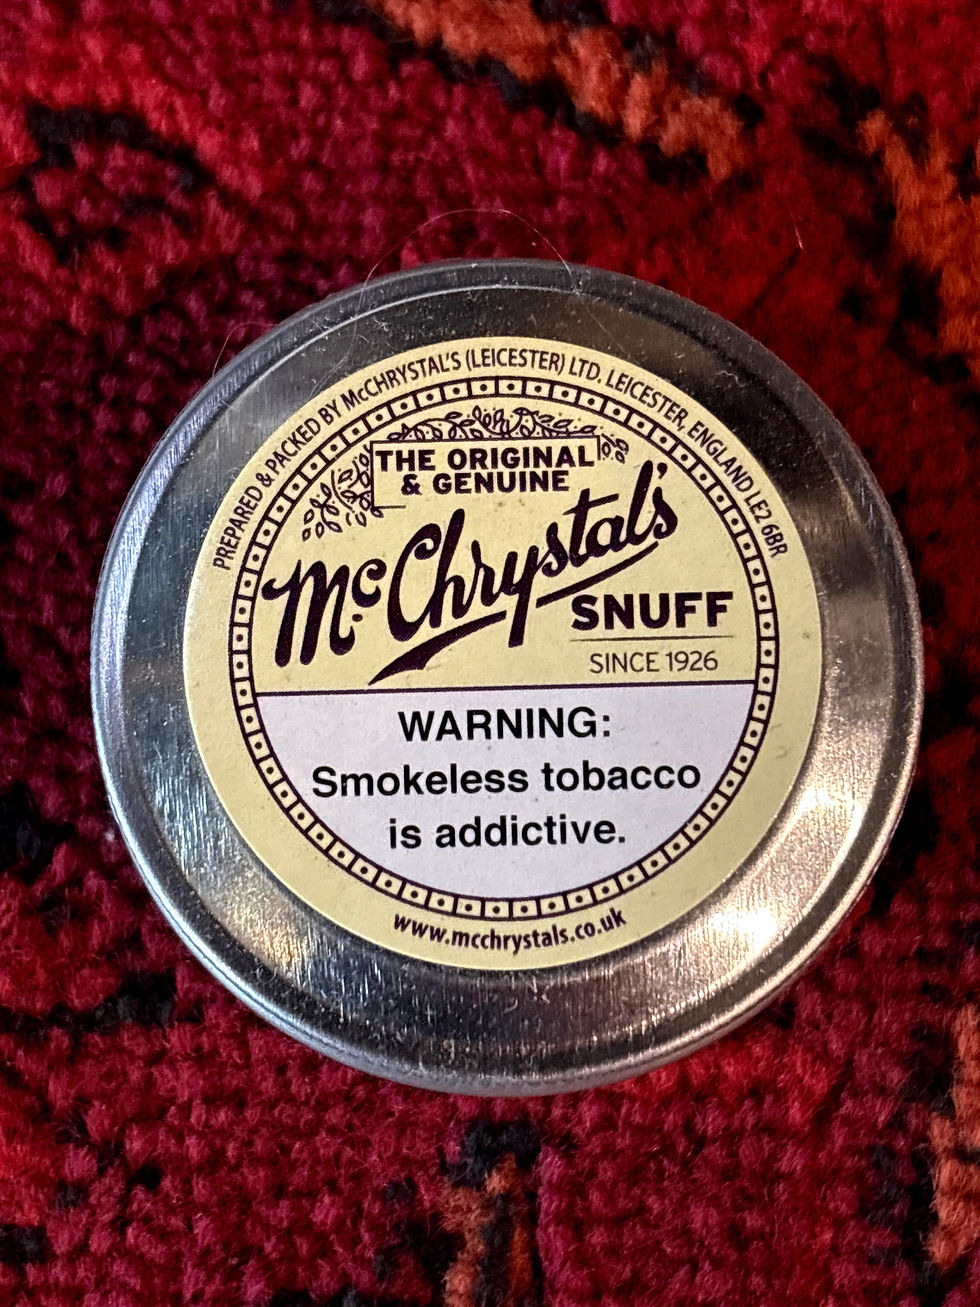 PREPARED & PACKED BY McCHRYSTAL'S (LEICESTER) LTD. LEICESTER, ENGLAND LE2 6BR
THE ORIGINAL
& GENUINE
McChrystal's
SNUFF
SINCE 1926
WARNING:
Smokeless tobacco
is addictive.
www.mcchrystals.co.uk